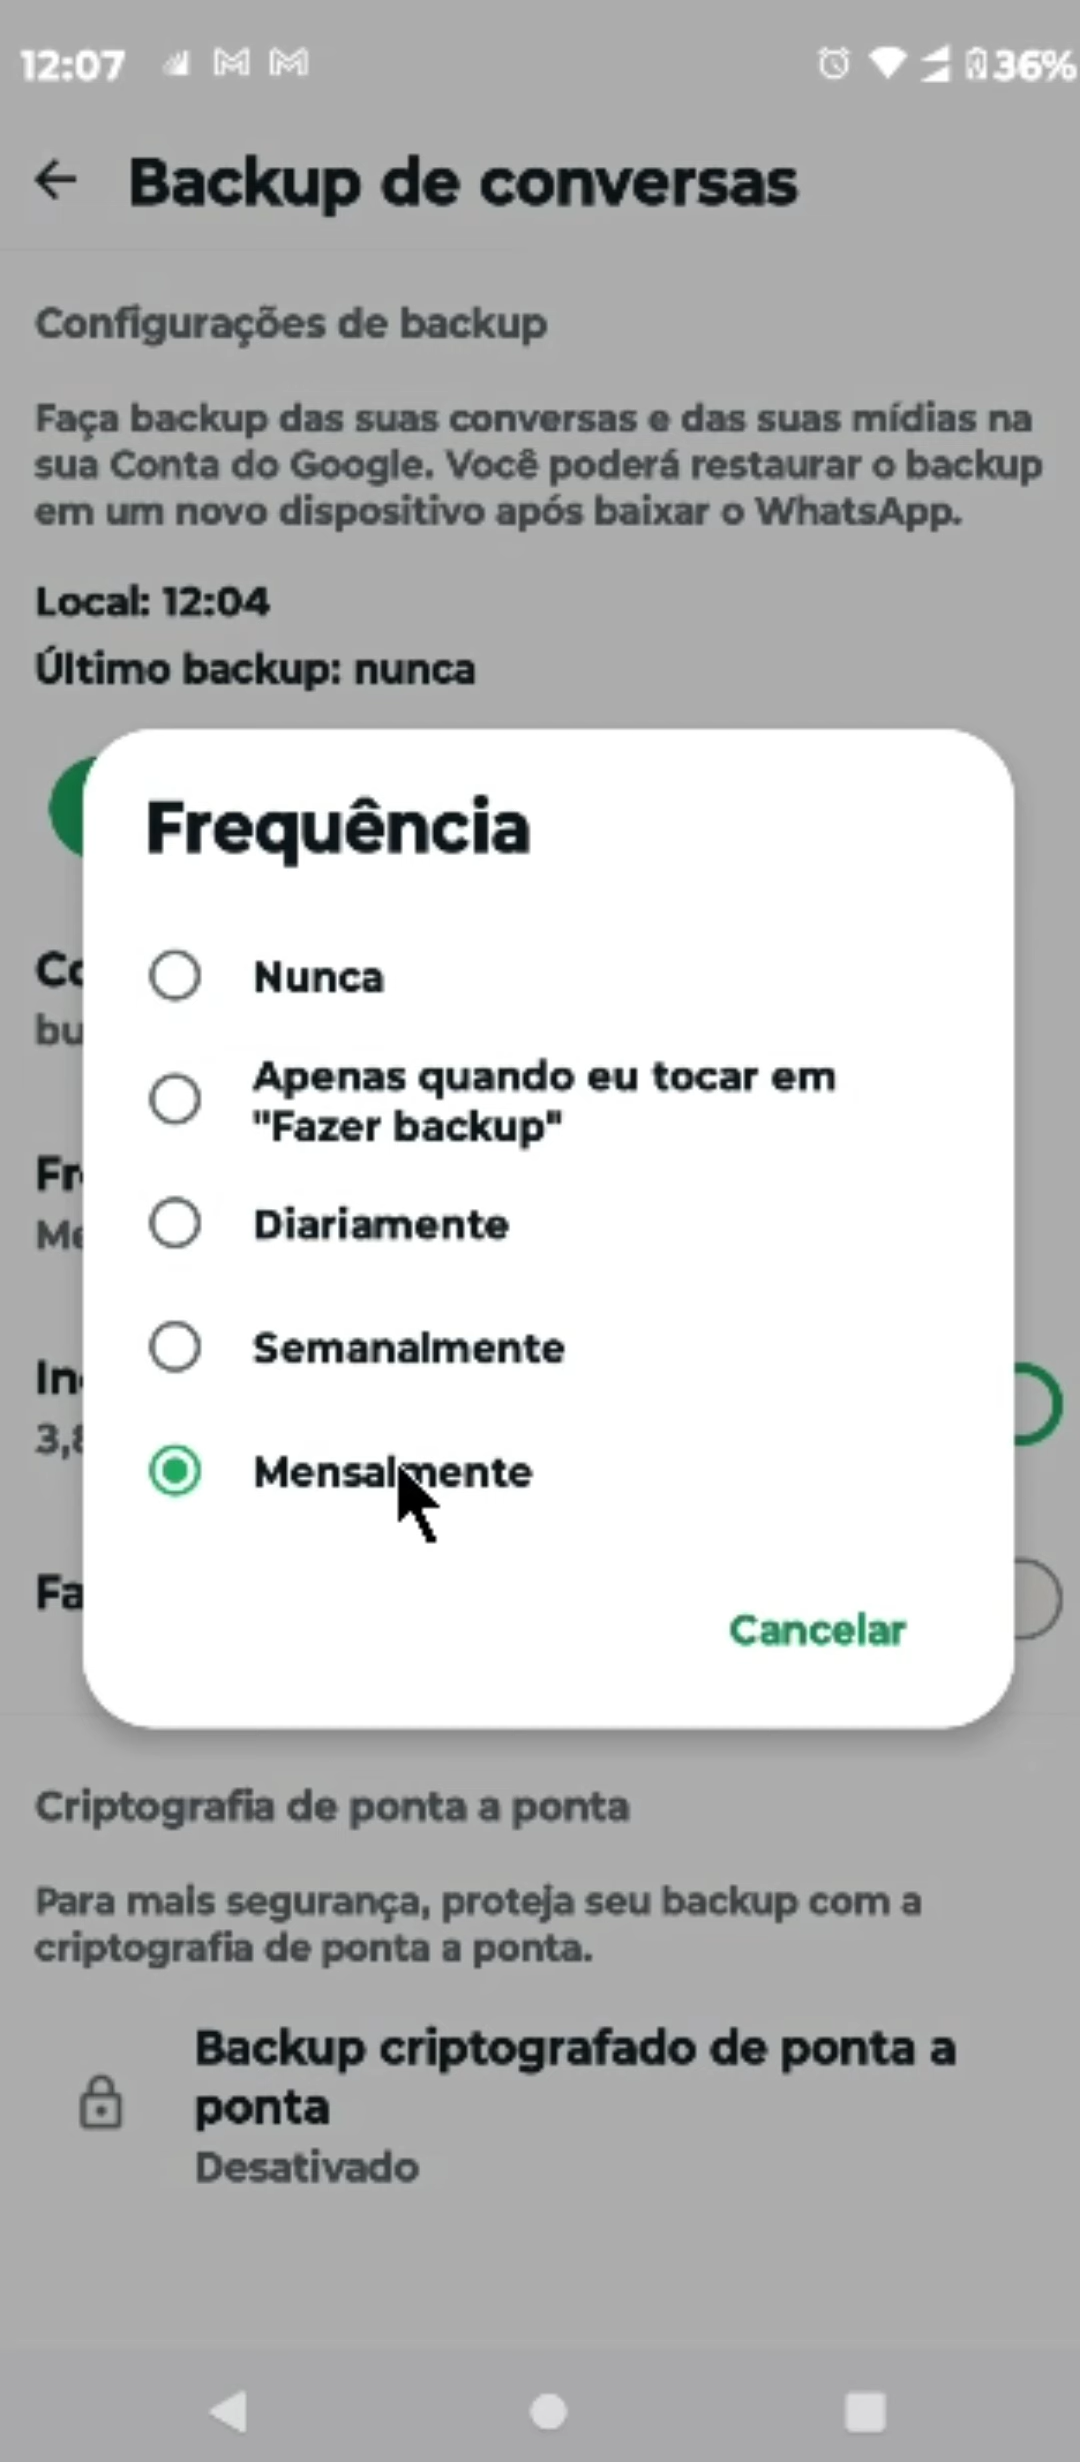 12:07
36%
Backup de conversas
Configurações de backup
Faça backup das suas conversas e das suas mídias na
sua Conta do Google. Você poderá restaurar o backup
em um novo dispositivo após baixar o WhatsApp.
Local: 12:04
Último backup: nunca
Frequência
Nunca
Apenas quando eu tocar em
"Fazer backup"
Diariamente
Semanalmente
Mensalmente
Cancelar
Criptografia de ponta a ponta
Para mais segurança, proteja seu backup com a
criptografia de ponta a ponta.
Backup criptografado de ponta a
ponta
Desativado